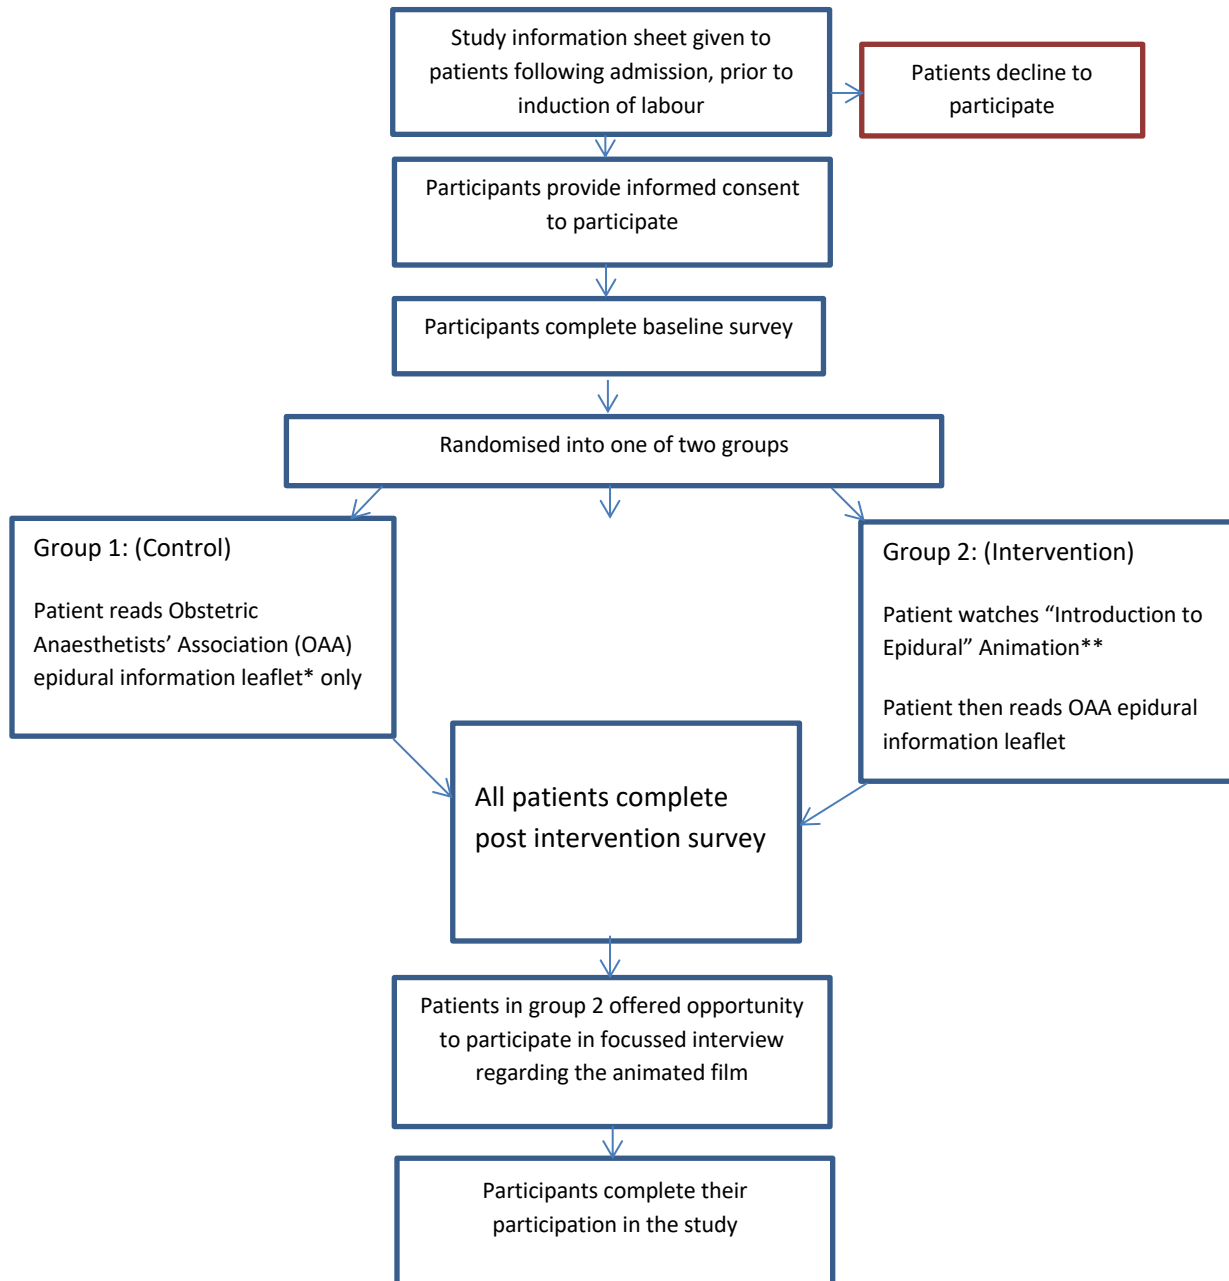 Study information sheet given to
patients following admission, prior to
induction of labour
Patients decline to
participate
Participants provide informed consent
to participate
Participants complete baseline survey
Randomised into one of two groups
Group 1: (Control)
Patient reads Obstetric
Anaesthetists’ Association (OAA)
epidural information leaflet* only
Group 2: (Intervention)
Patient watches “Introduction to
Epidural” Animation**
Patient then reads OAA epidural
information leaflet
All patients complete
post intervention survey
Patients in group 2 offered opportunity
to participate in focussed interview
regarding the animated film
Participants complete their
participation in the study